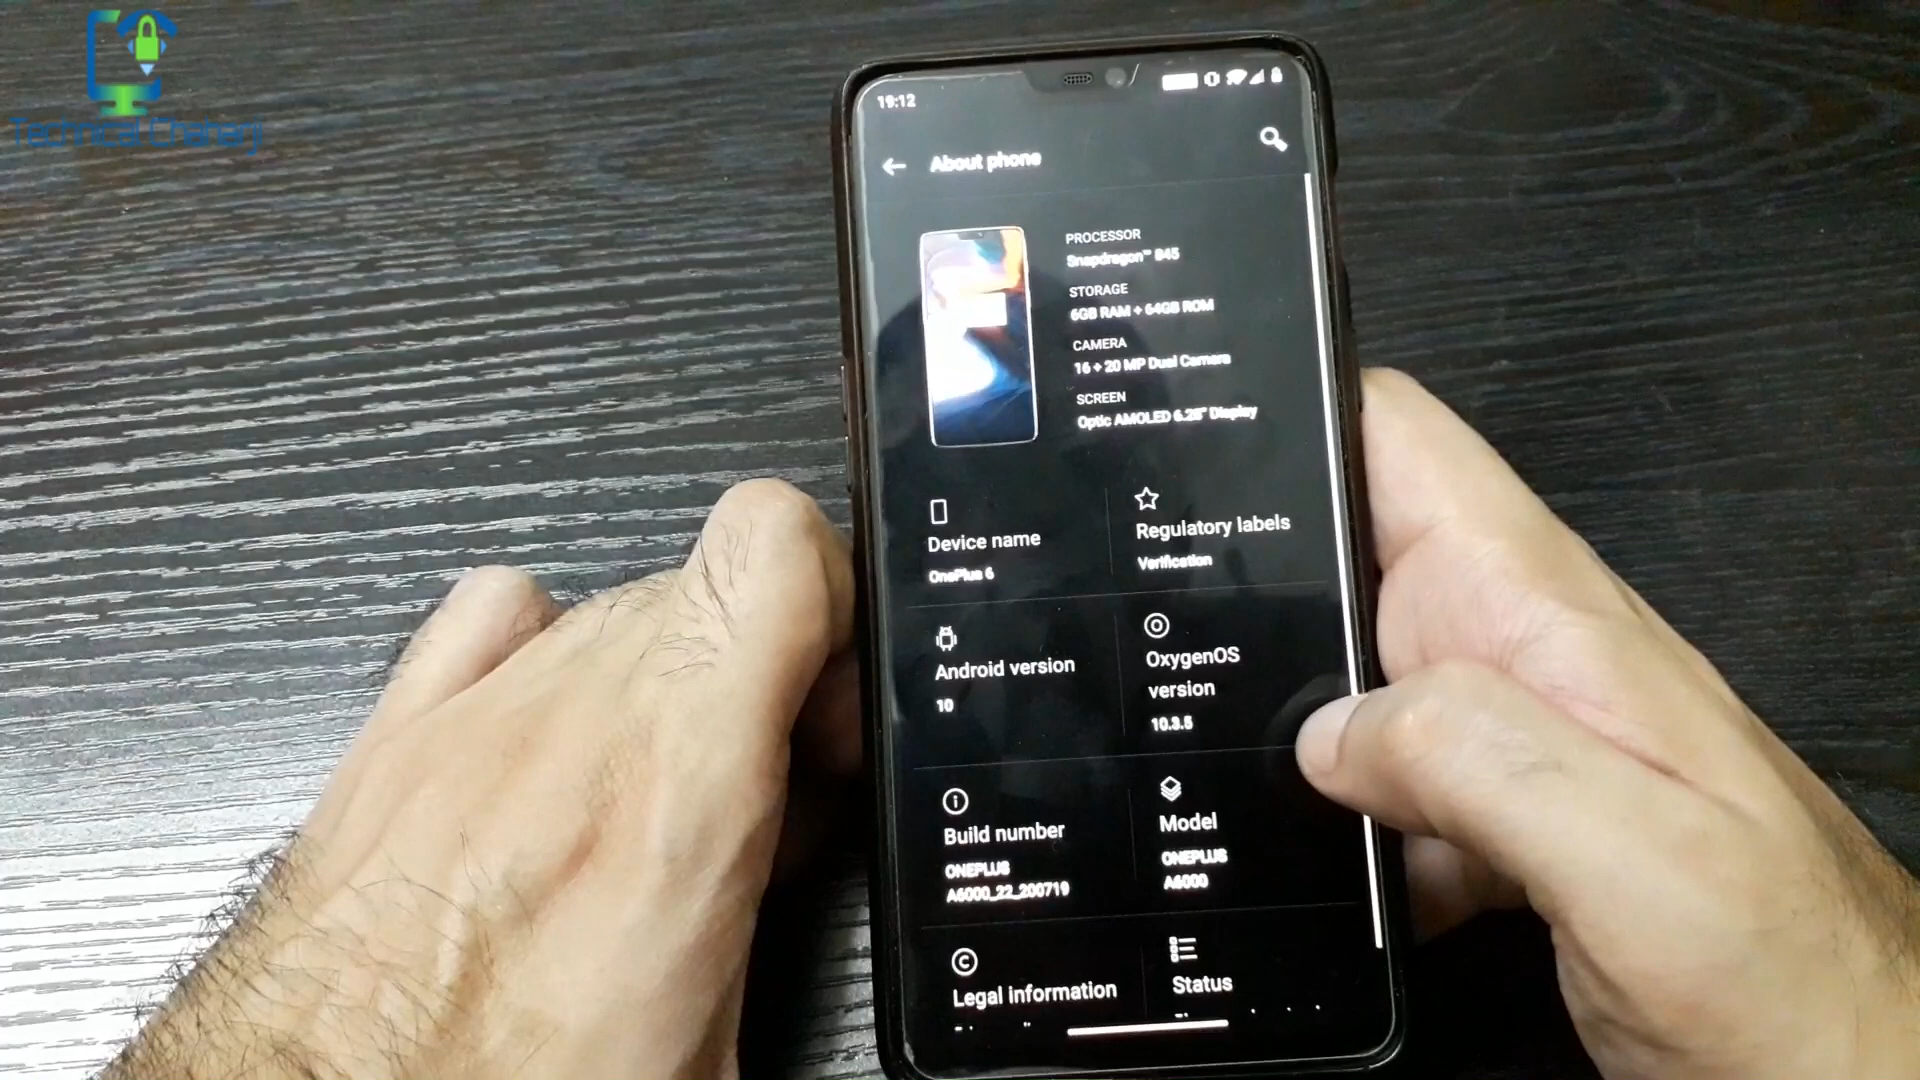 Technical Chaharji
19:12
About phone
PROCESSOR
Snapdragon™ 845
STORAGE
6GB RAM + 64GB ROM
CAMERA
16 + 20 MP Dual Camera
SCREEN
Optic AMOLED 6.28" Display
Device name
OnePlus 6
Regulatory labels
Verification
Android version
10
OxygenOS
version
10.3.5
Build number
ONEPLUS
A6000_22_200719
Model
ONEPLUS
A6000
Legal information
Status